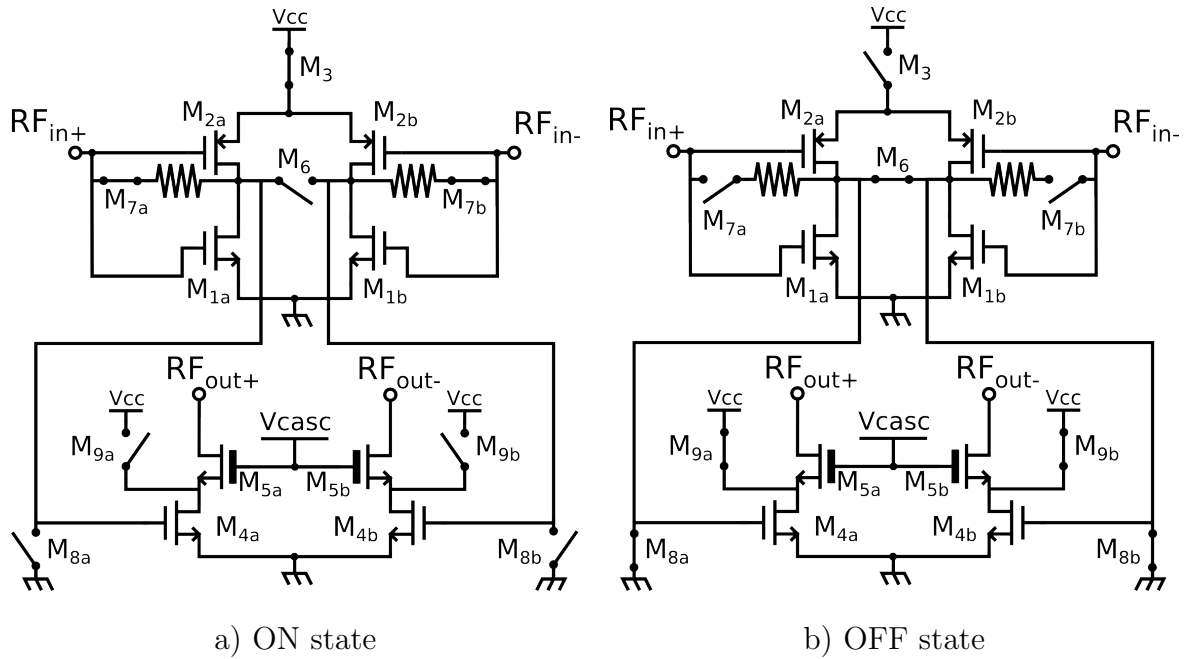 Vcc
M3
M2a
M2b
RFin+
RFin-
M6
M7a
M7b
M1a
M1b
RFout+
RFout-
Vcc
Vcasc
Vcc
M9a
M9b
M5a
M5b
M4a
M4b
M8a
M8b
a) ON state
Vcc
M3
M2a
M2b
RFin+
RFin-
M6
M7a
M7b
M1a
M1b
RFout+
RFout-
Vcc
Vcasc
Vcc
M9a
M9b
M5a
M5b
M4a
M4b
M8a
M8b
b) OFF state